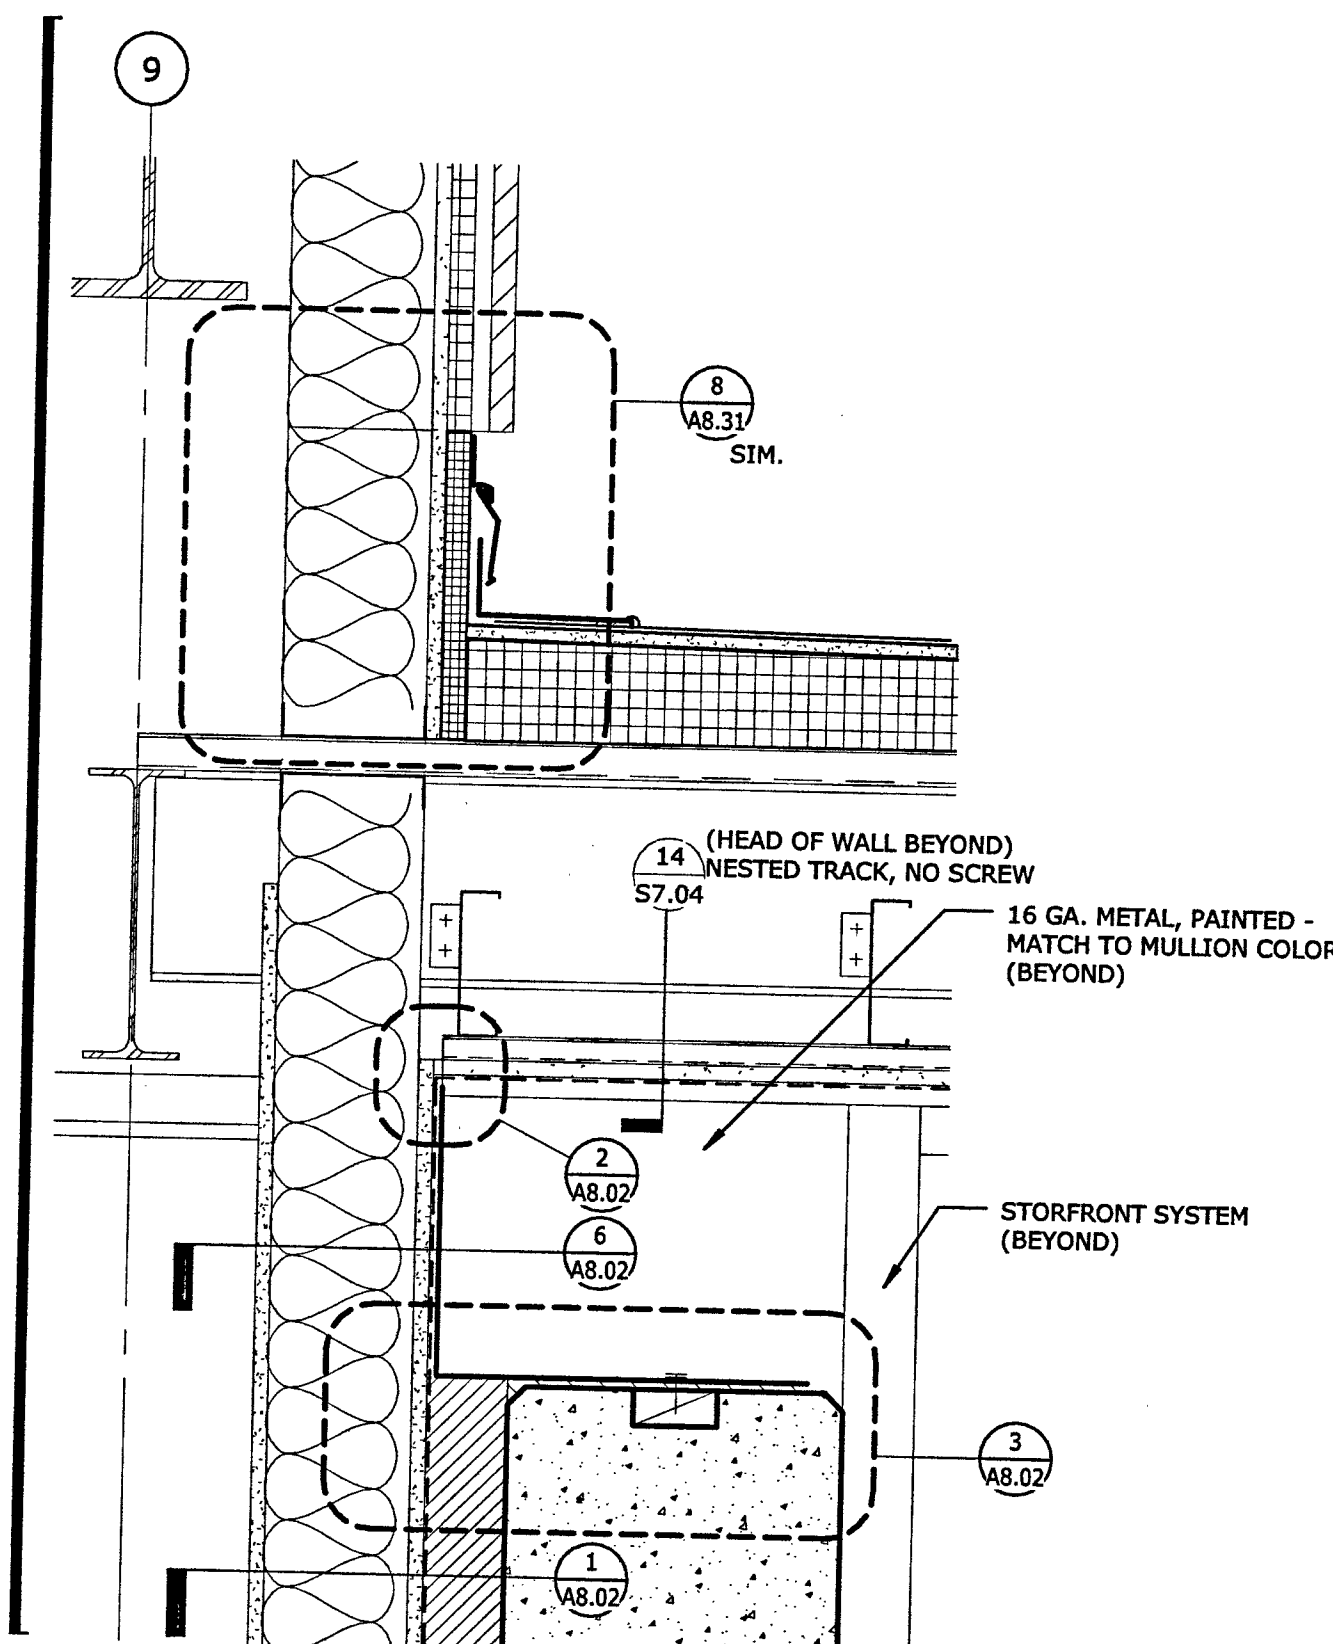 9
8
A8.31
SIM.
14
S7.04
(HEAD OF WALL BEYOND)
NESTED TRACK, NO SCREW
16 GA. METAL, PAINTED -
MATCH TO MULLION COLOR
(BEYOND)
2
A8.02
6
A8.02
STORFRONT SYSTEM
(BEYOND)
3
A8.02
1
A8.02